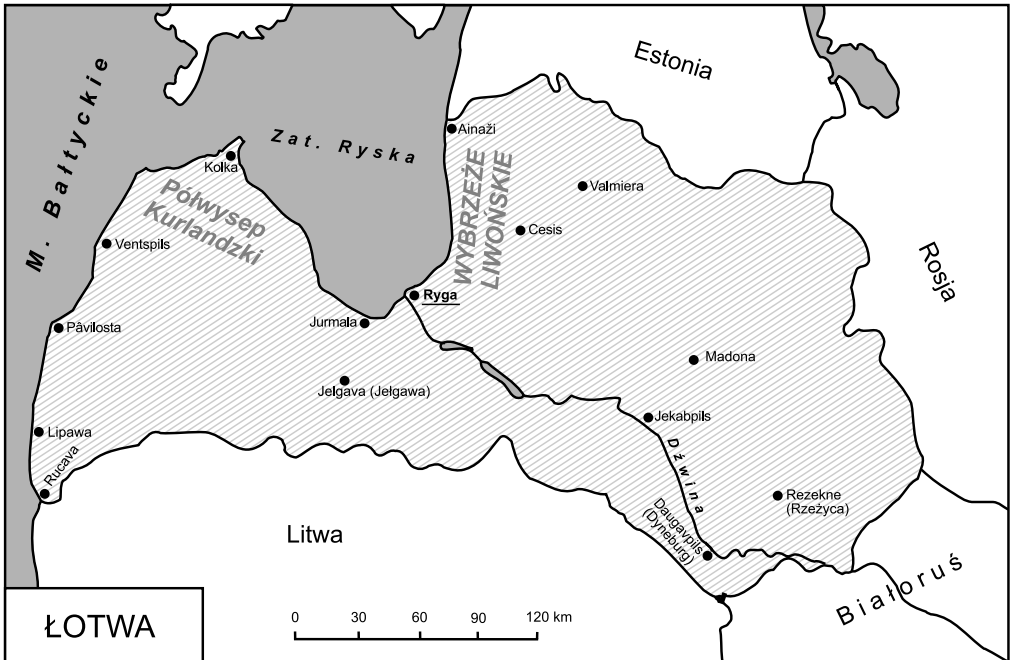 Estonia
M. Bałtyckie
Zat. Ryska
Ainaži
Kolka
Valmiera
Półwysep
Kurlandzki
WYBRZEŻE
LIWOŃSKIE
Cesis
Ventspils
Rosja
Ryga
Pâvilosta
Jurmala
Madona
Jelgava (Jełgawa)
Jekabpils
Lipawa
Dźwina
Rucava
Rezekne
(Rzeżyca)
Daugavpils
(Dyneburg)
Litwa
Białoruś
ŁOTWA
0 30 60 90 120 km